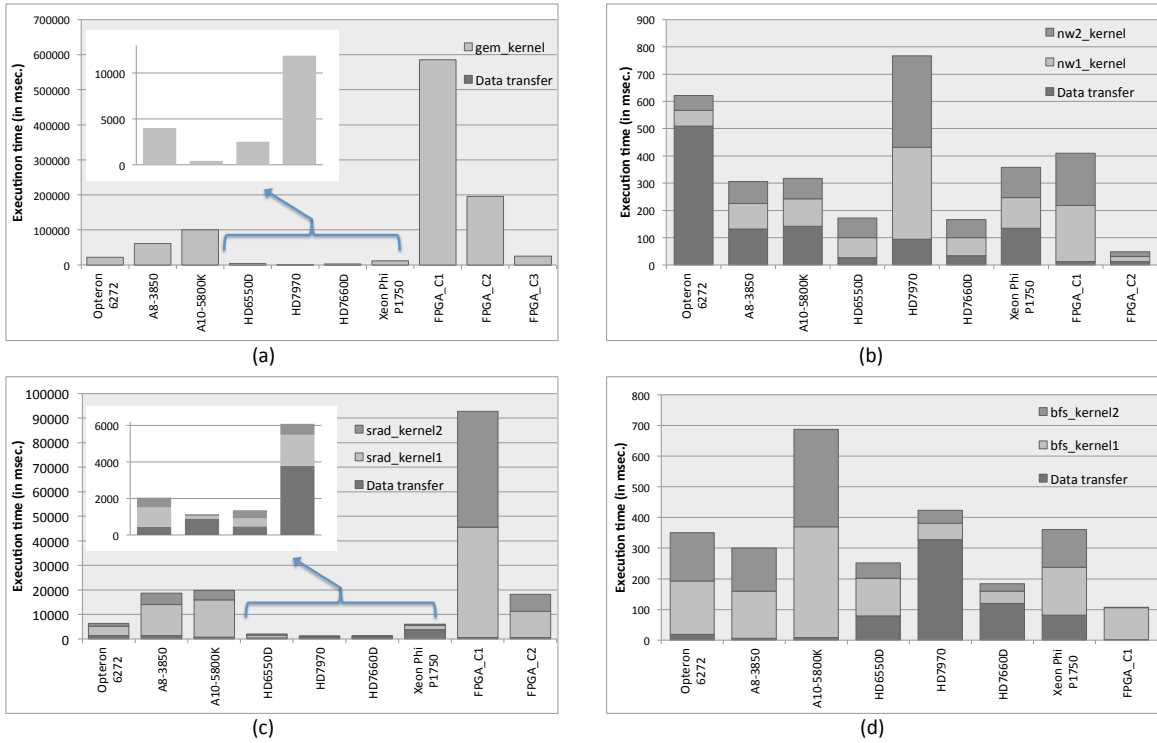 700000
600000
500000
400000
300000
200000
100000
0
Executinon time (in msec.)
10000
5000
0
gem_kernel
Data transfer
Opteron 6272
A8-3850
A10-5800K
HD6550D
HD7970
HD7660D
Xeon Phi P1750
FPGA_C1
FPGA_C2
FPGA_C3
(a)
900
800
700
600
500
400
300
200
100
0
Execution time (in msec.)
nw2_kernel
nw1_kernel
Data transfer
Opteron 6272
A8-3850
A10-5800K
HD6550D
HD7970
HD7660D
Xeon Phi P1750
FPGA_C1
FPGA_C2
(b)
100000
90000
80000
70000
60000
50000
40000
30000
20000
10000
0
Execution time (in msec.)
6000
4000
2000
0
srad_kernel2
srad_kernel1
Data transfer
Opteron 6272
A8-3850
A10-5800K
HD6550D
HD7970
HD7660D
Xeon Phi P1750
FPGA_C1
FPGA_C2
(c)
800
700
600
500
400
300
200
100
0
Execution time (in msec.)
bfs_kernel2
bfs_kernel1
Data transfer
Opteron 6272
A8-3850
A10-5800K
HD6550D
HD7970
HD7660D
Xeon Phi P1750
FPGA_C1
(d)